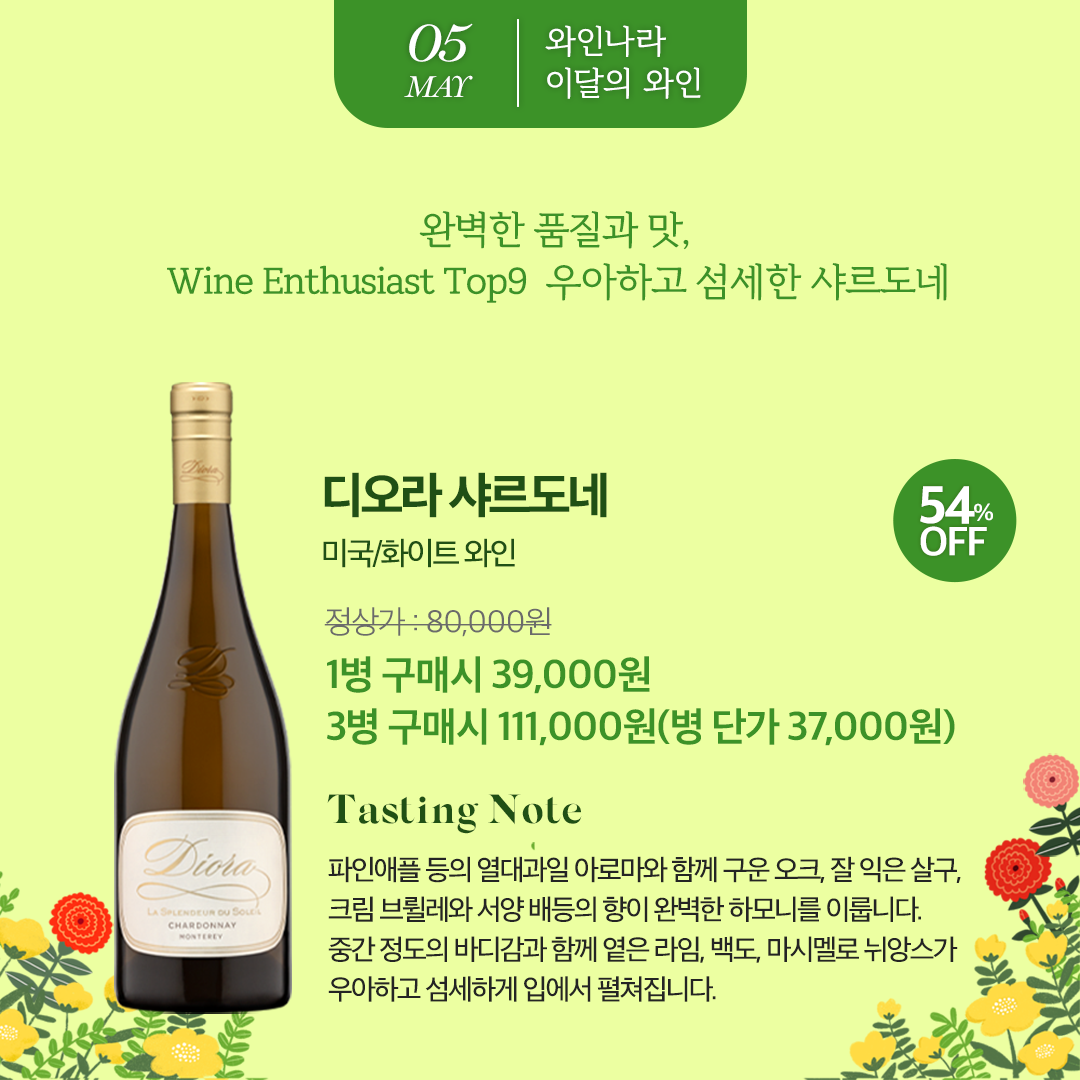 05
MAY
와인나라
이달의 와인
완벽한 품질과 맛,
Wine Enthusiast Top9 우아하고 섬세한 샤르도네
디오라 샤르도네
미국/화이트 와인
54%
OFF
정상가 : 80,000원
1병 구매시 39,000원
3병 구매시 111,000원(병 단가 37,000원)
Tasting Note
파인애플 등의 열대과일 아로마와 함께 구운 오크, 잘 익은 살구,
크림 브륄레와 서양 배등의 향이 완벽한 하모니를 이룹니다.
중간 정도의 바디감과 함께 옅은 라임, 백도, 마시멜로 뉘앙스가
우아하고 섬세하게 입에서 펼쳐집니다.
Diora
Diora
LA SPLENDEUR DU SOLEIL
CHARDONNAY
MONTEREY